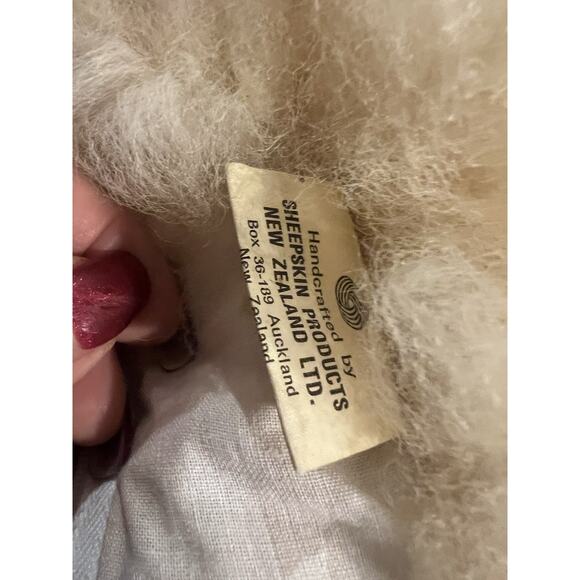 Handcrafted by
SHEEPSKIN PRODUCTS
NEW ZEALAND LTD.
Box 36-189 Auckland
New Zealand